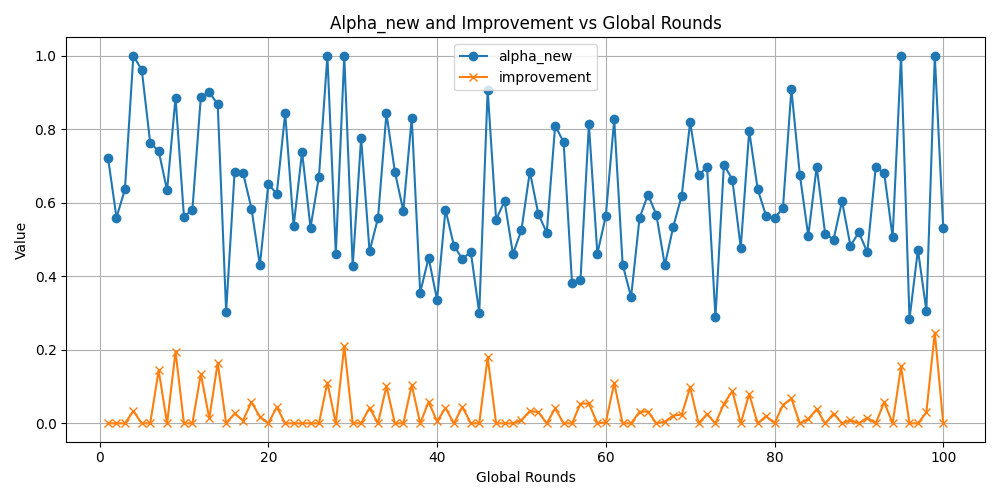 Alpha_new and Improvement vs Global Rounds
alpha_new
improvement
Value
1.0
0.8
0.6
0.4
0.2
0.0
0
20
40
60
80
100
Global Rounds